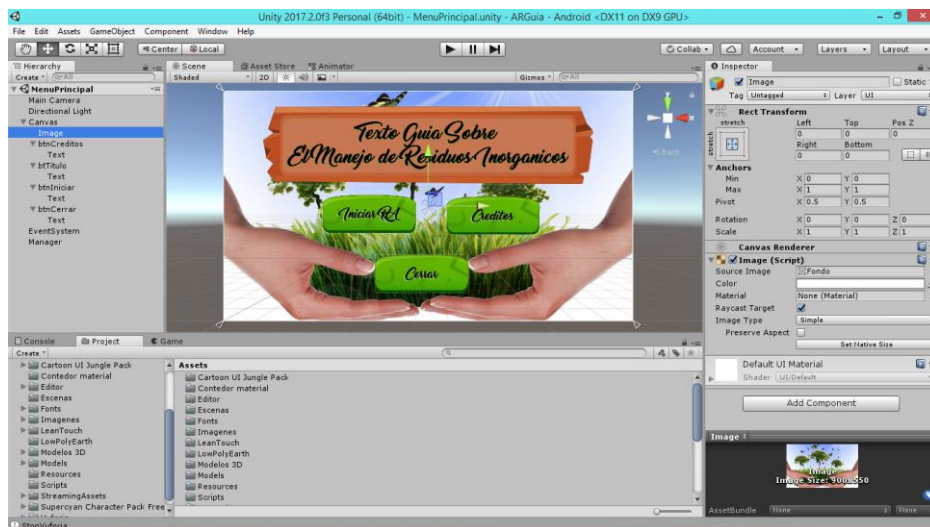 Unity 2017.2.0f3 Personal (64bit) - MenuPrincipal.unity - ARGuia - Android <DX11 on DX9 GPU>
File Edit Assets GameObject Component Window Help
Center Local Collab Account Layers Layout
Hierarchy Scene Asset Store Animator Inspector
Create All Shaded 2D Gizmos All Image Static
MenuPrincipal Tag Untagged Layer UI
Main Camera
Directional Light
Canvas
Image
btnCreditos
Text
btTitulo
Text
btnIniciar
Text
btnCerrar
Text
EventSystem
Manager
Back
Texto Guia Sobre
El Manejo de Residuos Inorganicos
Iniciar RA Creditos
Cerrar
Rect Transform
stretch Left Top Pos Z
stretch 0 0 0
Right Bottom
0 0
Anchors
Min X 0 Y 0
Max X 1 Y 1
Pivot X 0.5 Y 0.5
Rotation X 0 Y 0 Z 0
Scale X 1 Y 1 Z 1
Canvas Renderer
Image (Script)
Source Image Fondo
Color
Material None (Material)
Raycast Target
Image Type Simple
Preserve Aspect
Set Native Size
Default UI Material
Shader UI/Default
Add Component
Image
Image
Image Size: 900x550
AssetBundle None None
Console Project Game
Create
Cartoon UI Jungle Pack
Contedor material
Editor
Escenas
Fonts
Imagenes
LeanTouch
LowPolyEarth
Modelos 3D
Models
Resources
Scripts
StreamingAssets
Supercyan Character Pack Free
Assets
Cartoon UI Jungle Pack
Contedor material
Editor
Escenas
Fonts
Imagenes
LeanTouch
LowPolyEarth
Modelos 3D
Models
Resources
Scripts
StopVuforia